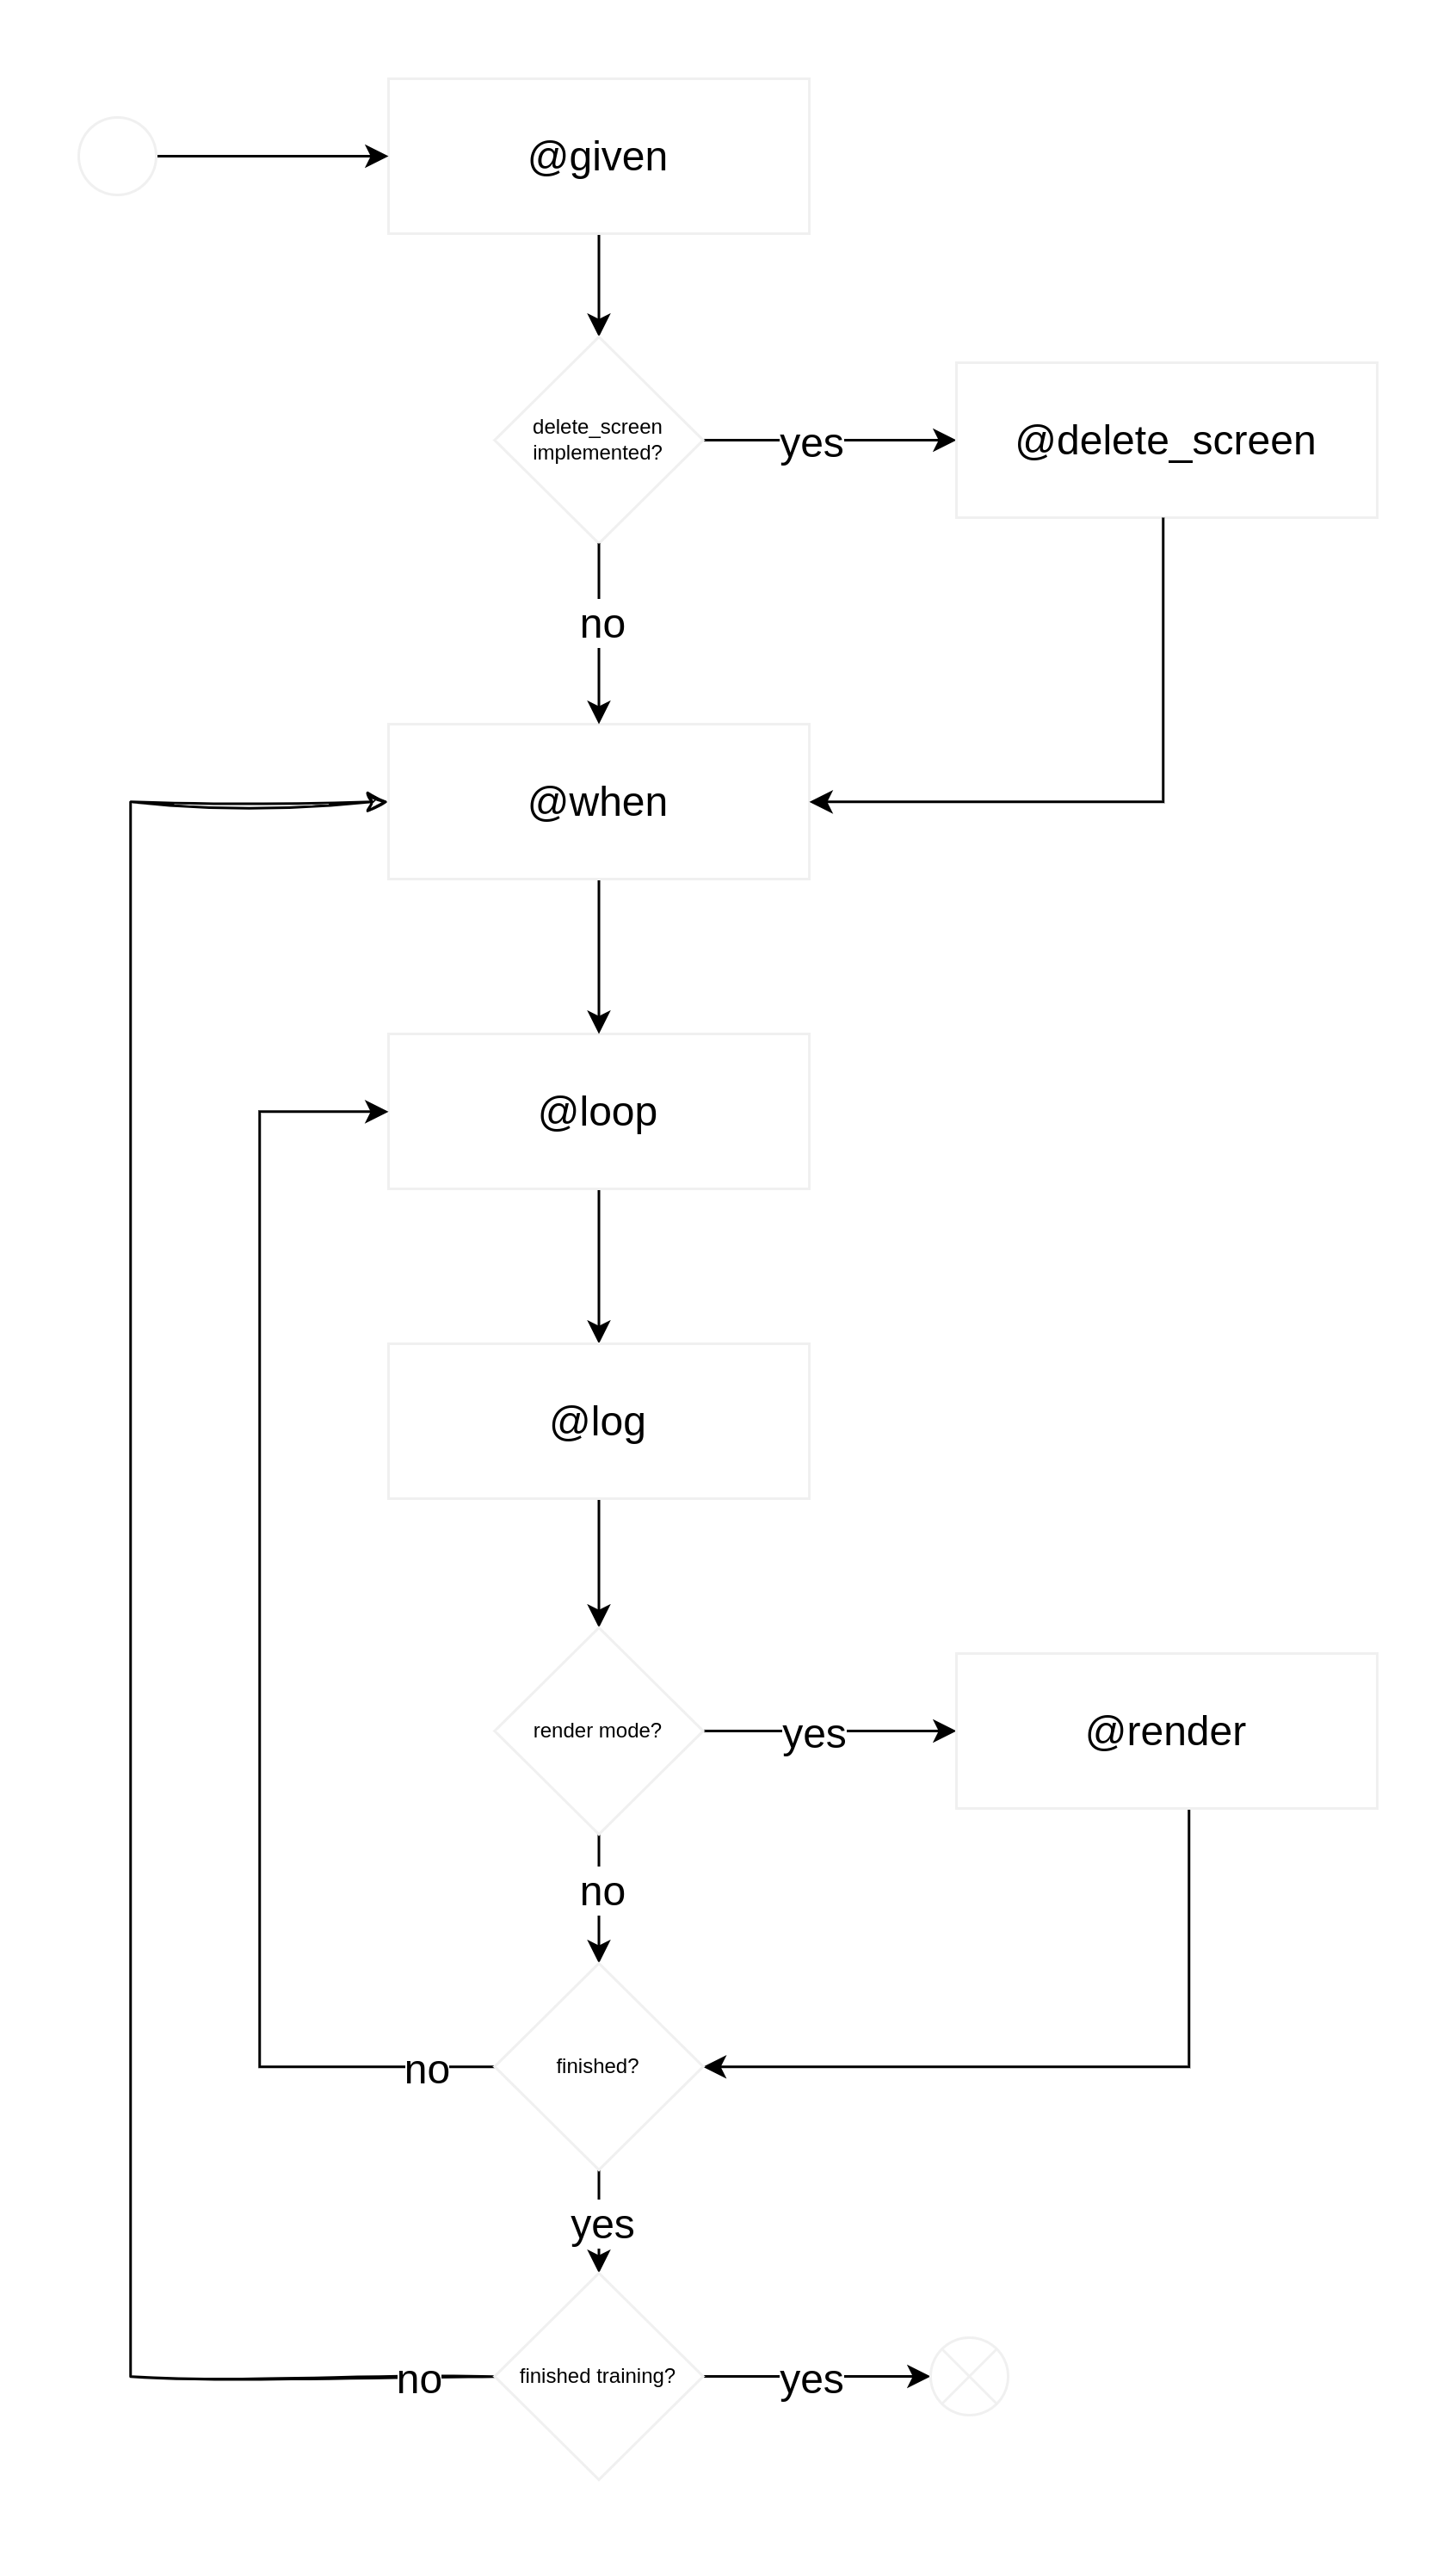 @given
delete_screen
implemented?
yes
@delete_screen
no
@when
@loop
@log
render mode?
yes
@render
no
finished?
no
yes
finished training?
no
yes